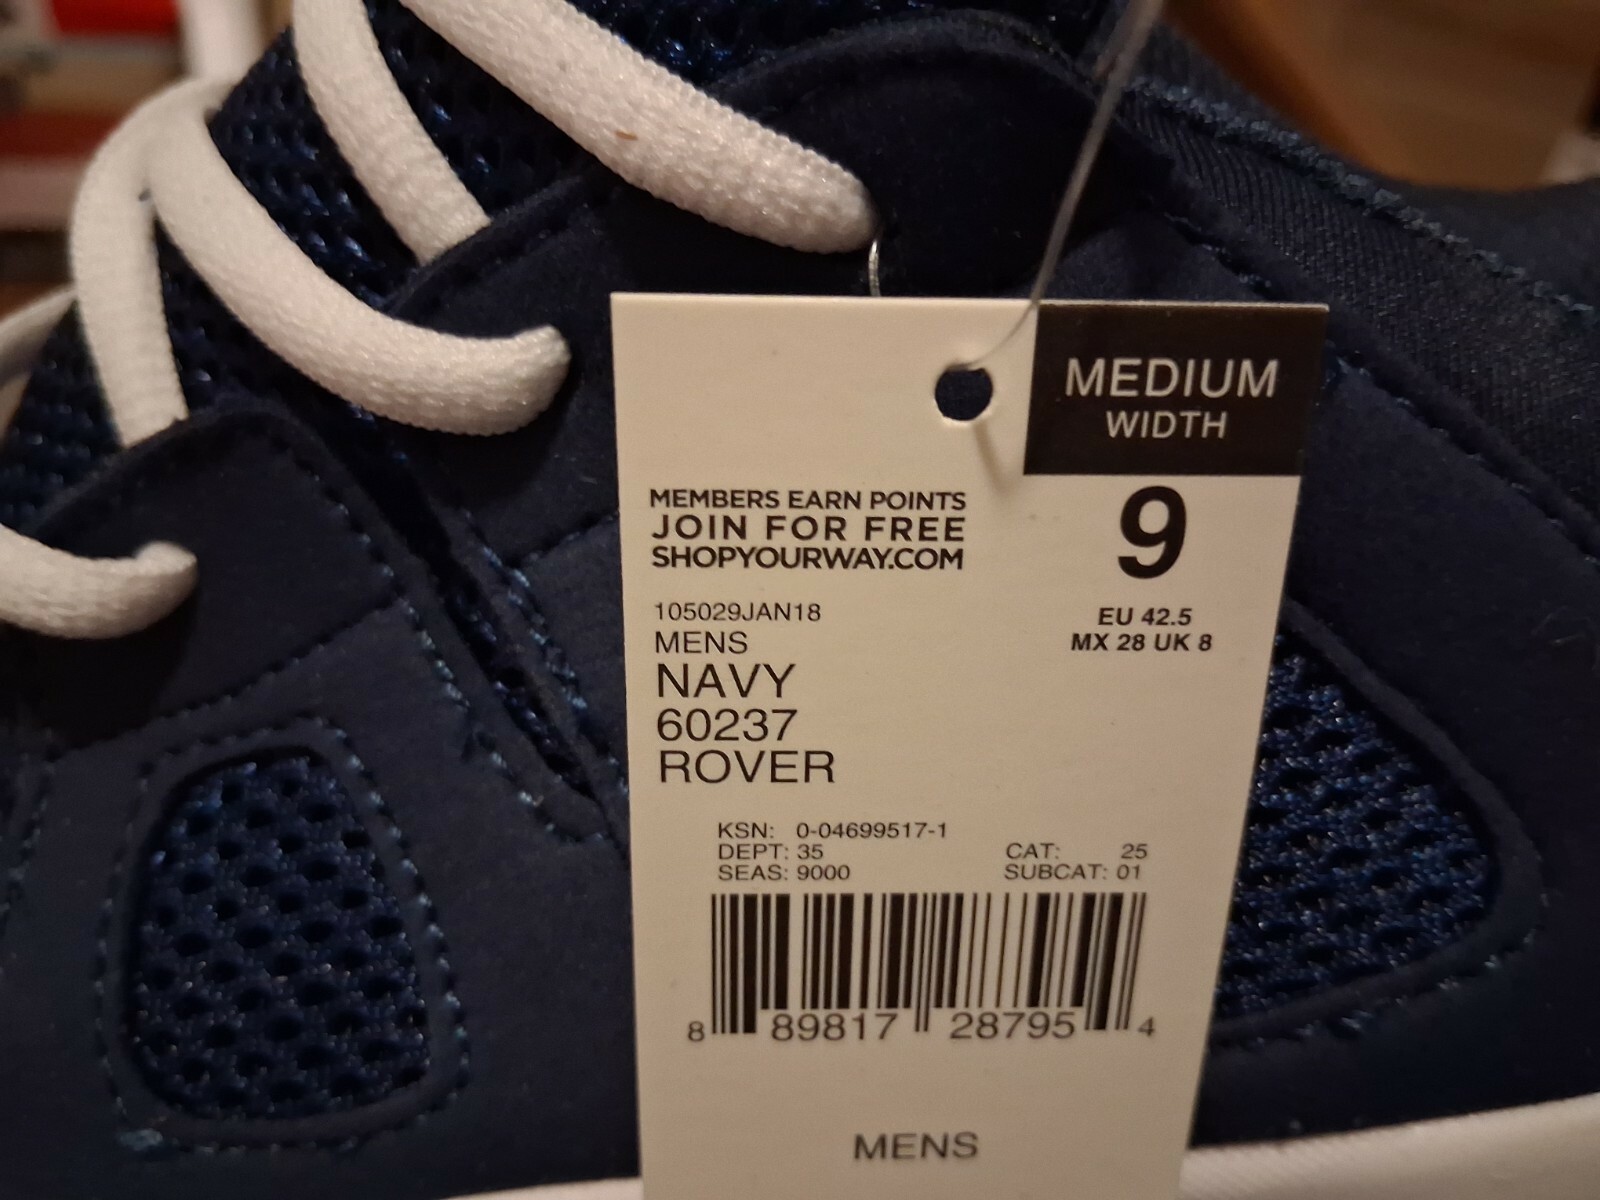 MEDIUM
WIDTH
9
EU 42.5
MX 28 UK 8
MEMBERS EARN POINTS
JOIN FOR FREE
SHOPYOURWAY.COM
105029JAN18
MENS
NAVY
60237
ROVER
KSN: 0-04699517-1
DEPT: 35 CAT: 25
SEAS: 9000 SUBCAT: 01
8 89817 28795 4
MENS